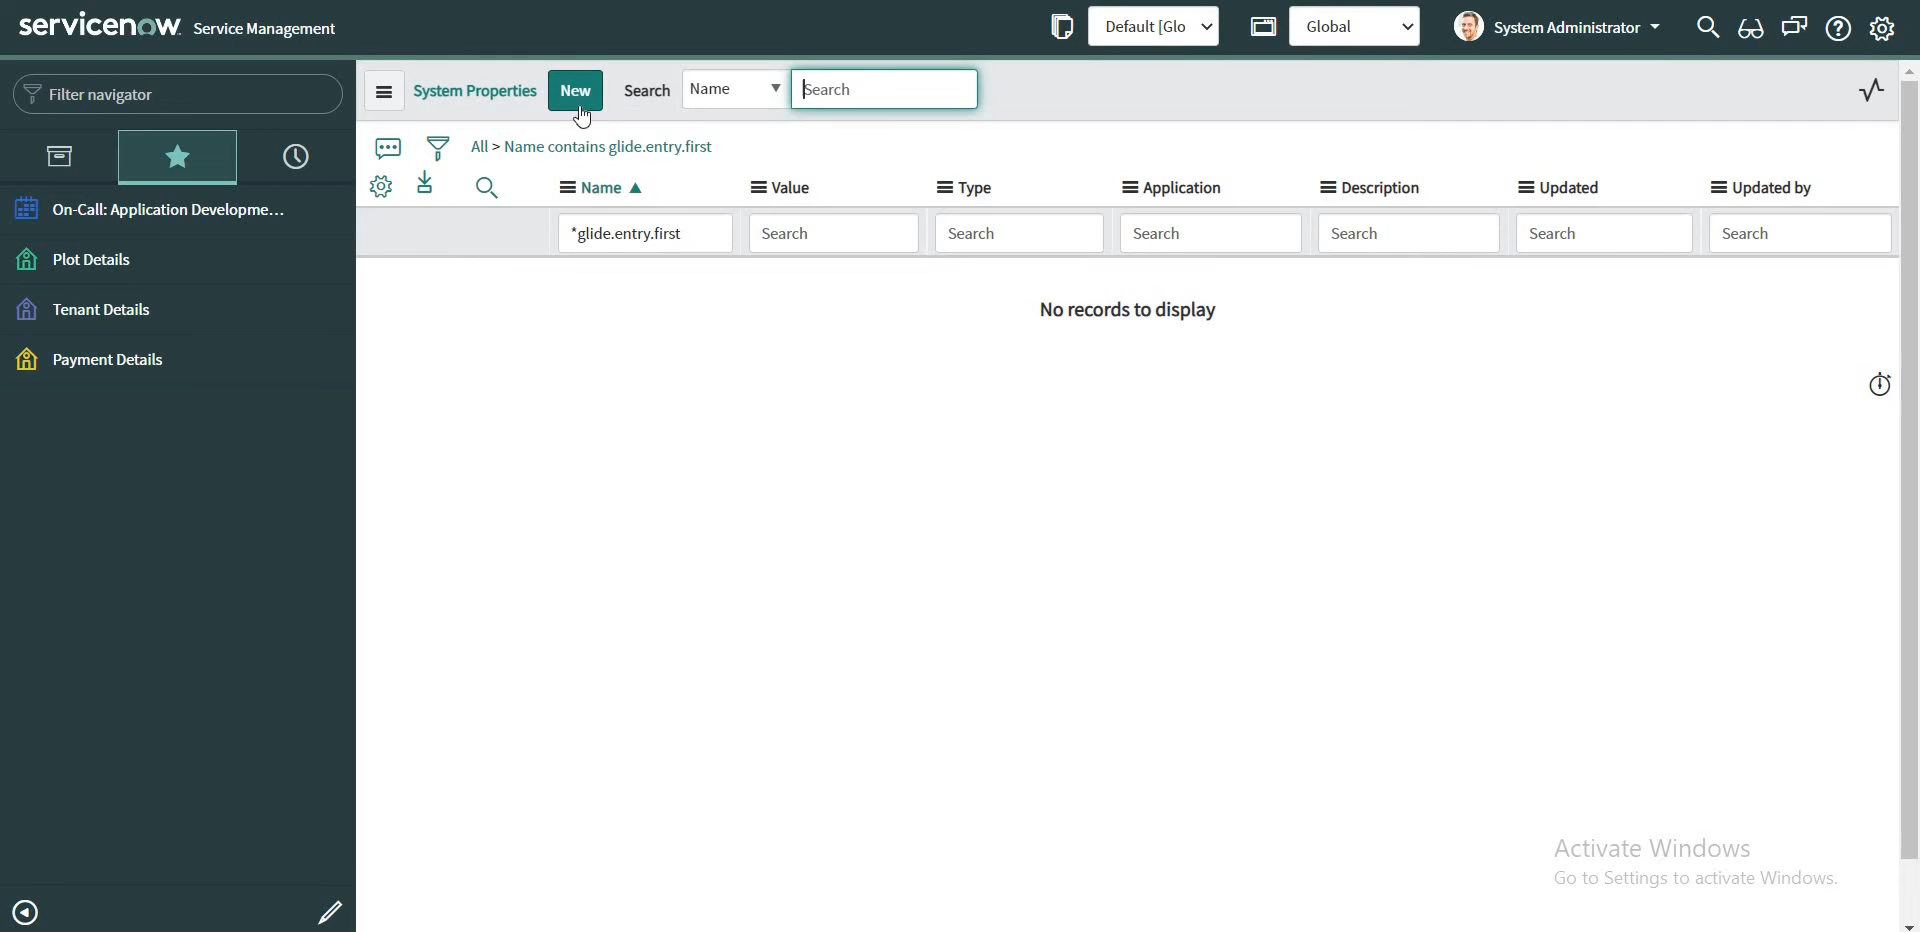 servicenow Service Management
Default [Glo
Global
System Administrator
Filter navigator
System Properties
New
Search
Name
Search
All > Name contains glide.entry.first
Name Value Type Application Description Updated Updated by
*glide.entry.first Search Search Search Search Search Search
On-Call: Application Developme...
Plot Details
Tenant Details
Payment Details
No records to display
Activate Windows
Go to Settings to activate Windows.